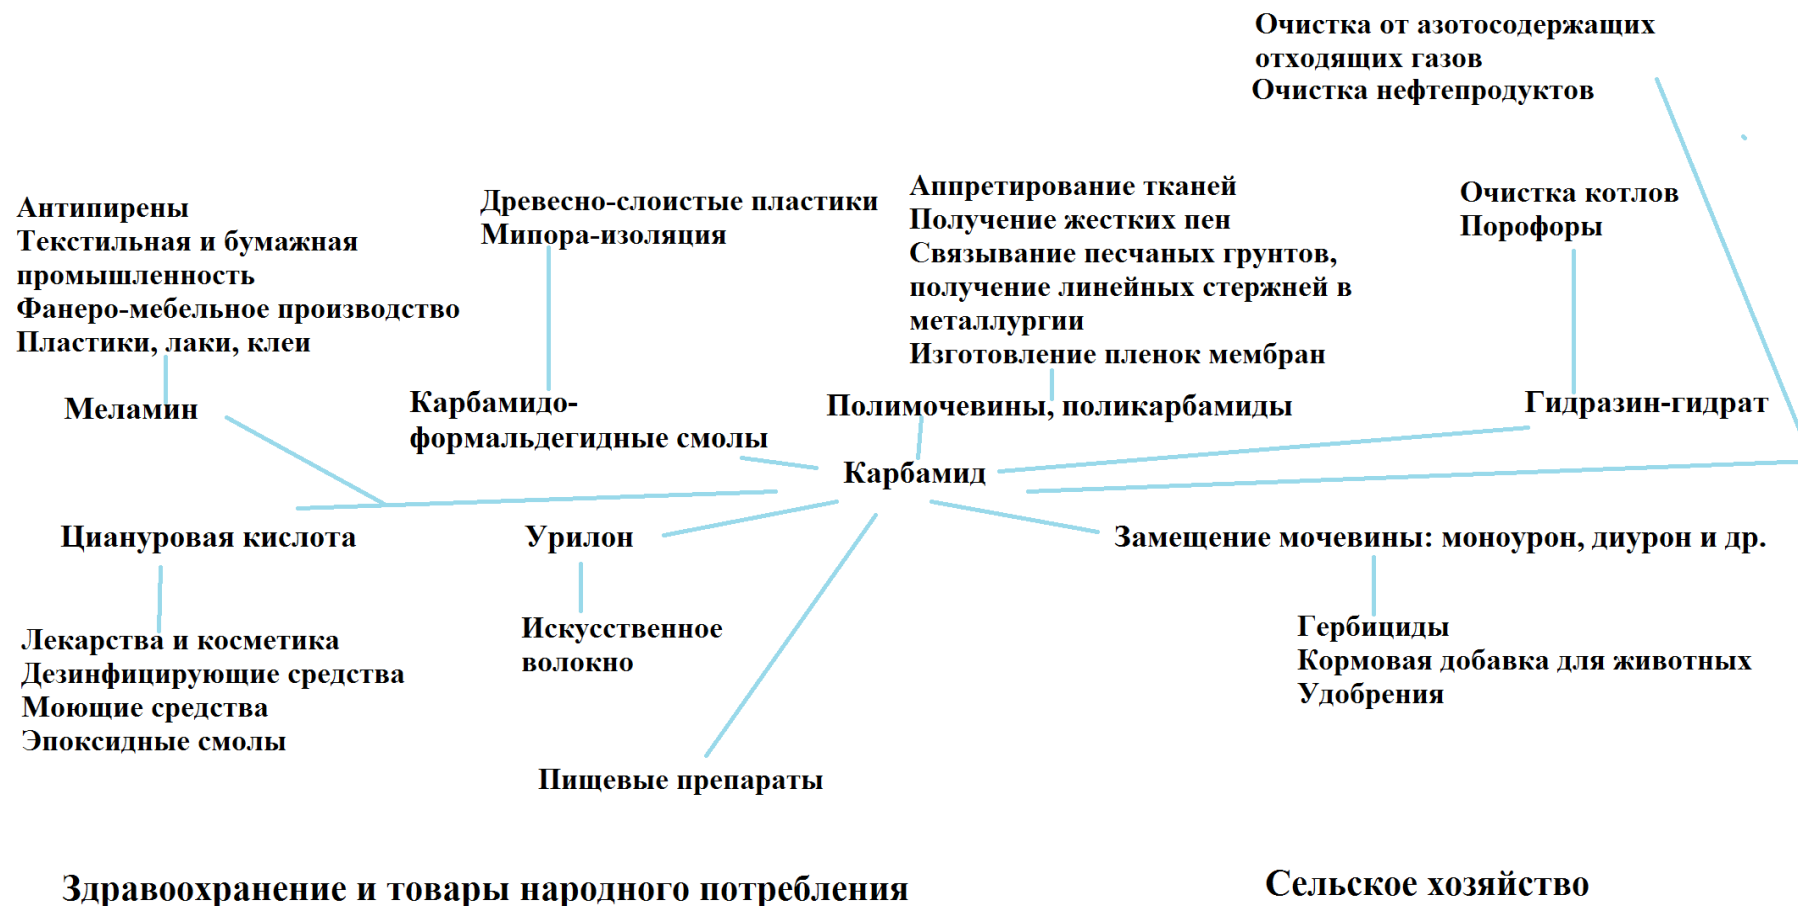 Очистка от азотосодержащих
отходящих газов
Очистка нефтепродуктов
Антипирены
Текстильная и бумажная
промышленность
Фанеро-мебельное производство
Пластики, лаки, клеи
Древесно-слоистые пластики
Мипора-изоляция
Аппретирование тканей
Получение жестких пен
Связывание песчаных грунтов,
получение линейных стержней в
металлургии
Изготовление пленок мембран
Очистка котлов
Порофоры
Меламин
Карбамидо-
формальдегидные смолы
Полимочевины, поликарбамиды
Гидразин-гидрат
Карбамид
Циануровая кислота
Урилон
Замещение мочевины: моноурон, диурон и др.
Лекарства и косметика
Дезинфицирующие средства
Моющие средства
Эпоксидные смолы
Искусственное
волокно
Гербициды
Кормовая добавка для животных
Удобрения
Пищевые препараты
Здравоохранение и товары народного потребления
Сельское хозяйство